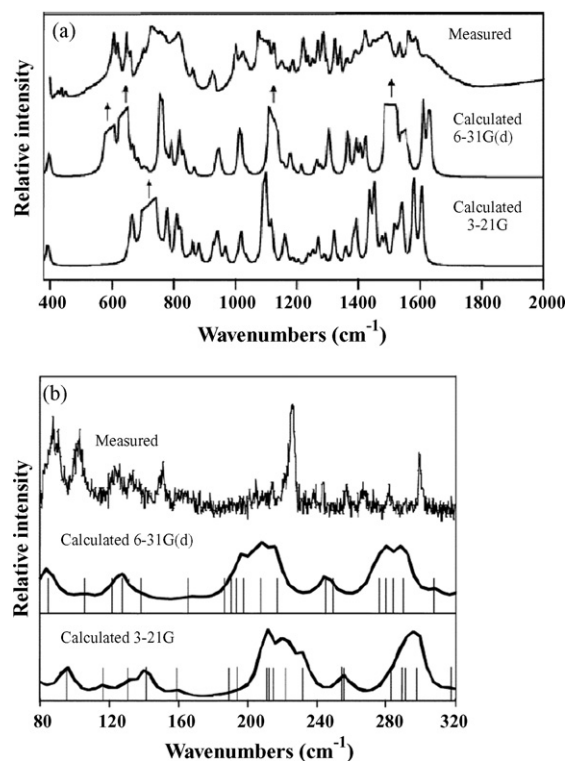 (a)
Measured
Calculated
6-31G(d)
Calculated
3-21G
Relative intensity
400 600 800 1000 1200 1400 1600 1800 2000
Wavenumbers (cm-1)
(b)
Measured
Calculated 6-31G(d)
Calculated 3-21G
Relative intensity
80 120 160 200 240 280 320
Wavenumbers (cm-1)